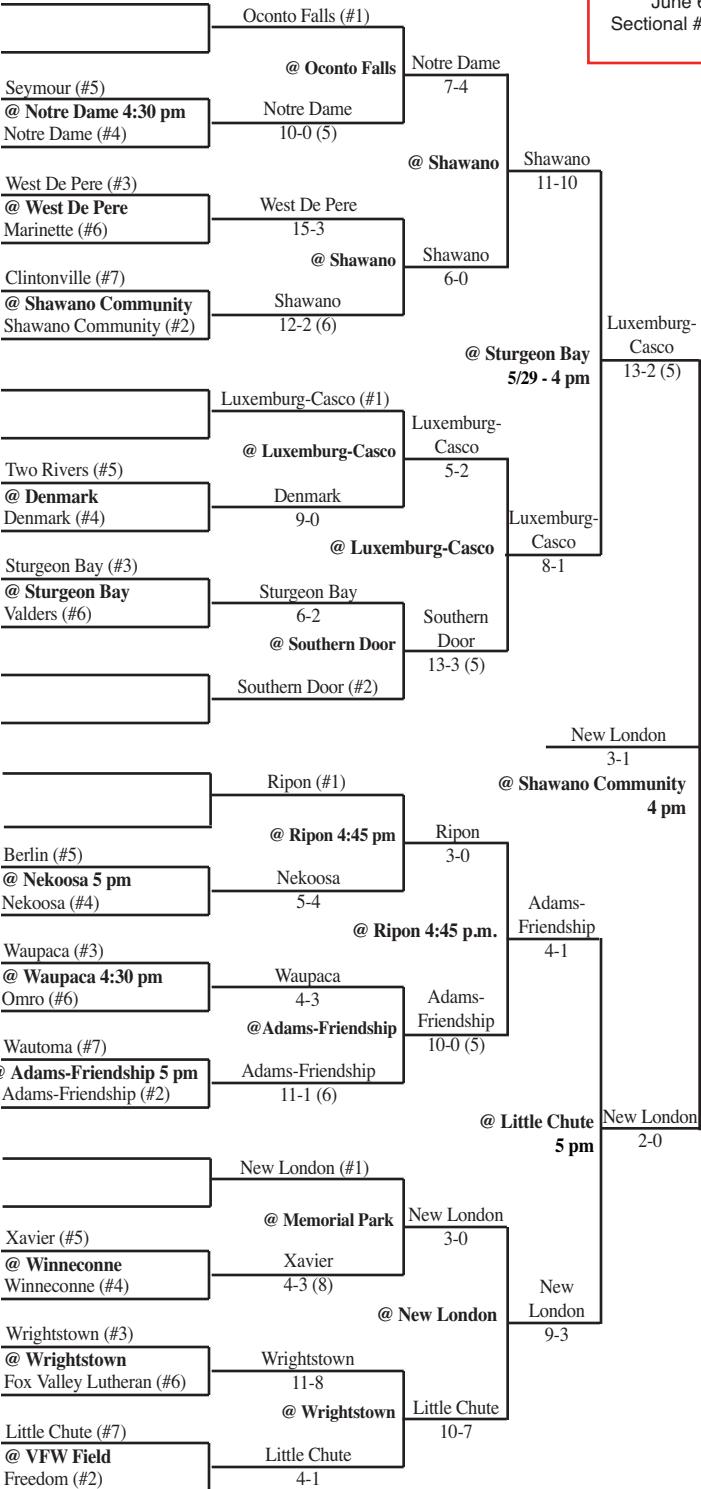 June 6
Sectional #
Oconto Falls (#1)
@ Oconto Falls
Notre Dame
7-4
Seymour (#5)
@ Notre Dame 4:30 pm
Notre Dame (#4)
Notre Dame
10-0 (5)
@ Shawano
Shawano
11-10
West De Pere (#3)
@ West De Pere
Marinette (#6)
West De Pere
15-3
@ Shawano
Shawano
6-0
Clintonville (#7)
@ Shawano Community
Shawano Community (#2)
Shawano
12-2 (6)
@ Sturgeon Bay
5/29 - 4 pm
Luxemburg-
Casco
13-2 (5)
Luxemburg-Casco (#1)
@ Luxemburg-Casco
Luxemburg-
Casco
5-2
Two Rivers (#5)
@ Denmark
Denmark (#4)
Denmark
9-0
@ Luxemburg-Casco
Luxemburg-
Casco
8-1
Sturgeon Bay (#3)
@ Sturgeon Bay
Valders (#6)
Sturgeon Bay
6-2
@ Southern Door
Southern
Door
13-3 (5)
Southern Door (#2)
New London
3-1
@ Shawano Community
4 pm
Ripon (#1)
@ Ripon 4:45 pm
Ripon
3-0
Berlin (#5)
@ Nekoosa 5 pm
Nekoosa (#4)
Nekoosa
5-4
@ Ripon 4:45 p.m.
Adams-
Friendship
4-1
Waupaca (#3)
@ Waupaca 4:30 pm
Omro (#6)
Waupaca
4-3
@Adams-Friendship
Adams-
Friendship
10-0 (5)
Wautoma (#7)
@ Adams-Friendship 5 pm
Adams-Friendship (#2)
Adams-Friendship
11-1 (6)
@ Little Chute
5 pm
New London
2-0
New London (#1)
@ Memorial Park
New London
3-0
Xavier (#5)
@ Winneconne
Winneconne (#4)
Xavier
4-3 (8)
@ New London
New
London
9-3
Wrightstown (#3)
@ Wrightstown
Fox Valley Lutheran (#6)
Wrightstown
11-8
@ Wrightstown
Little Chute
10-7
Little Chute (#7)
@ VFW Field
Freedom (#2)
Little Chute
4-1